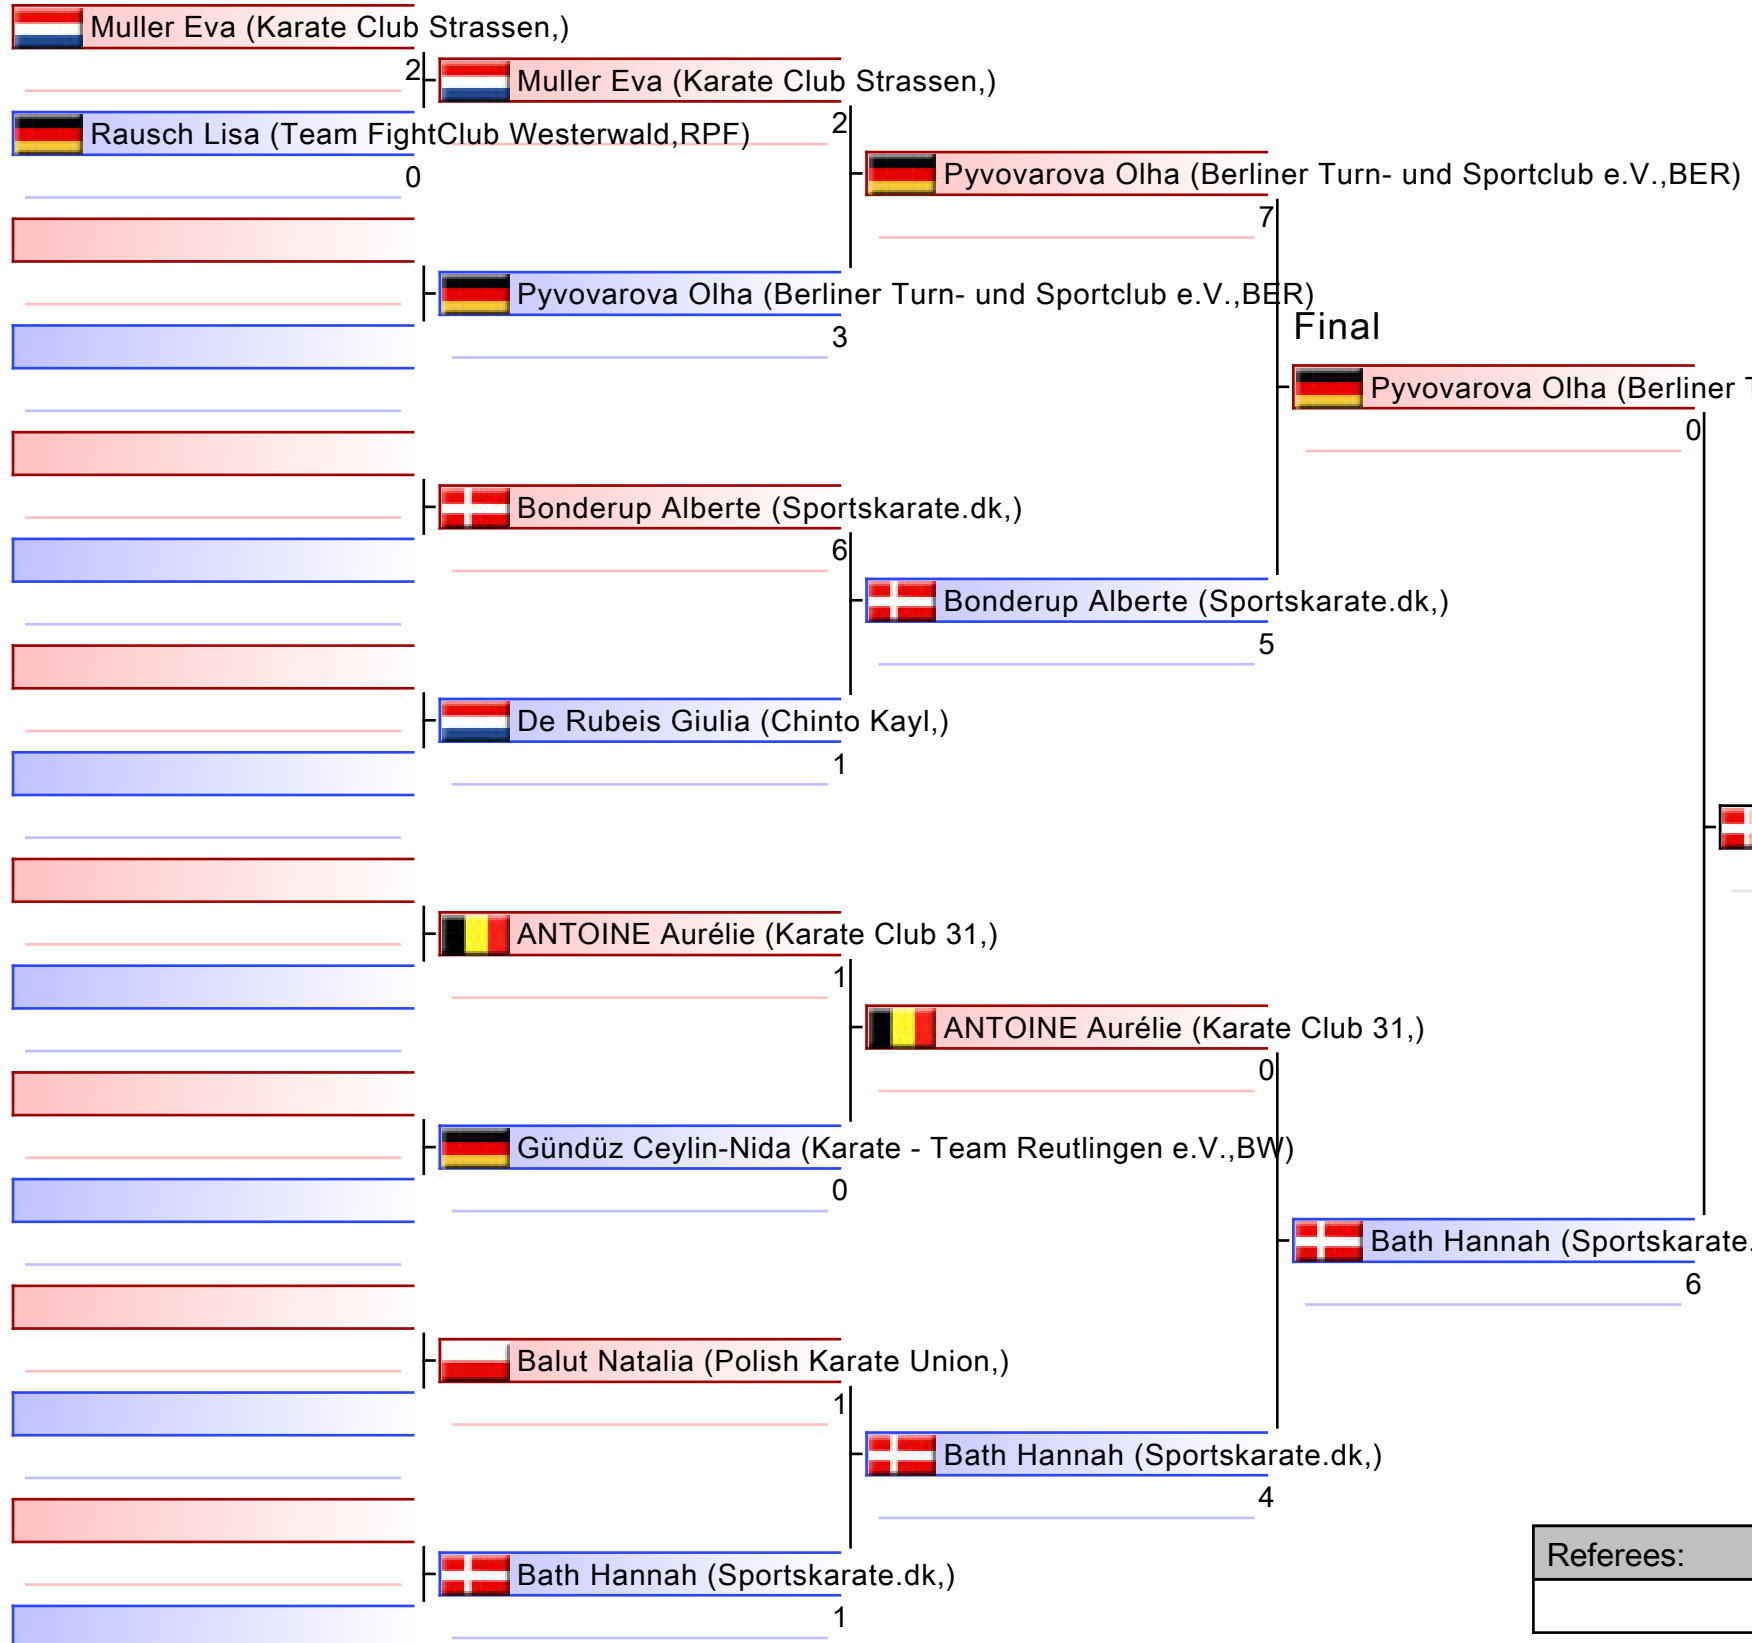 Muller Eva (Karate Club Strassen,)
2
Muller Eva (Karate Club Strassen,)
2
Rausch Lisa (Team FightClub Westerwald,RPF)
0
Pyvovarova Olha (Berliner Turn- und Sportclub e.V.,BER)
7
Pyvovarova Olha (Berliner Turn- und Sportclub e.V.,BER)
3
Final
Pyvovarova Olha (Berliner
0
Bonderup Alberte (Sportskarate.dk,)
6
Bonderup Alberte (Sportskarate.dk,)
5
De Rubeis Giulia (Chinto Kayl,)
1
ANTOINE Aurélie (Karate Club 31,)
1
ANTOINE Aurélie (Karate Club 31,)
0
Gündüz Ceylin-Nida (Karate - Team Reutlingen e.V.,BW)
0
Bath Hannah (Sportskarate.
6
Balut Natalia (Polish Karate Union,)
1
Bath Hannah (Sportskarate.dk,)
4
Bath Hannah (Sportskarate.dk,)
1
Referees: